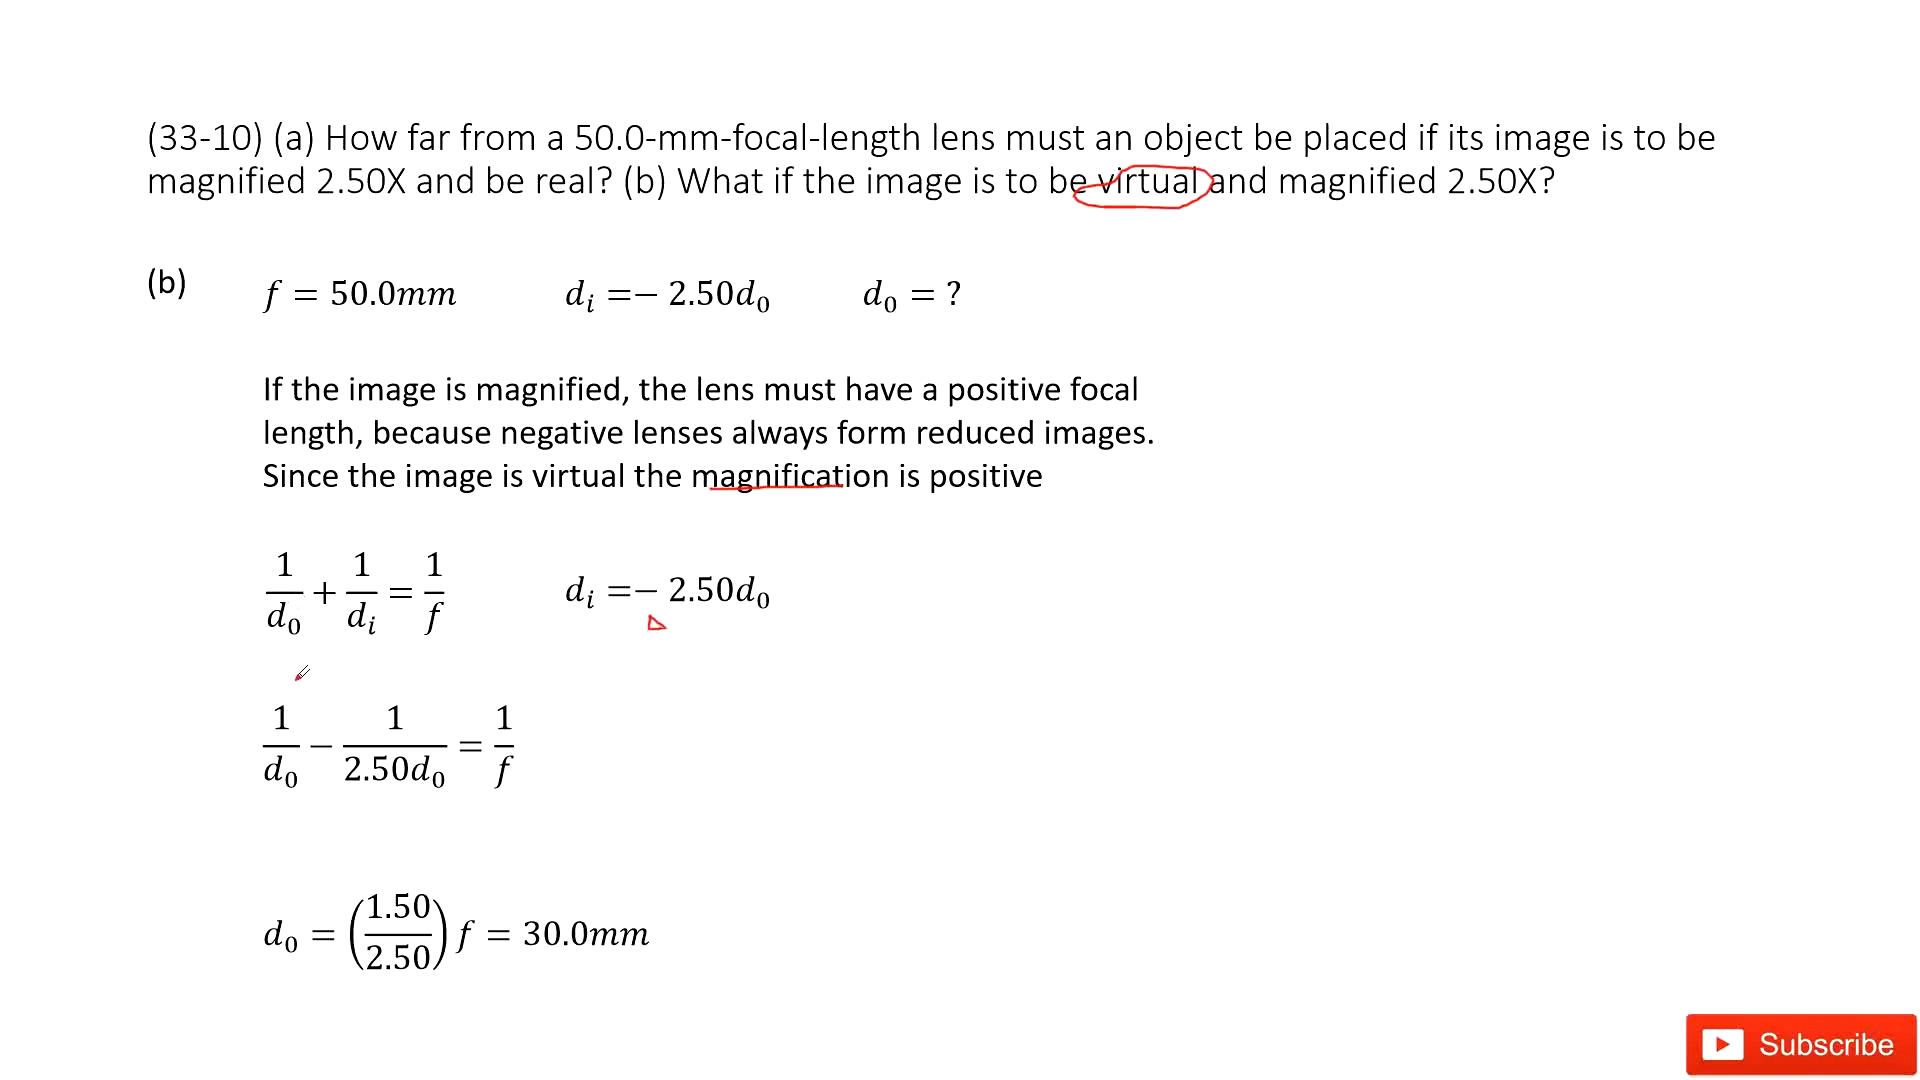 (33-10) (a) How far from a 50.0-mm-focal-length lens must an object be placed if its image is to be
magnified 2.50X and be real? (b) What if the image is to be virtual and magnified 2.50X?
(b) f = 50.0mm d_i =− 2.50d_0 d_0 = ?
If the image is magnified, the lens must have a positive focal
length, because negative lenses always form reduced images.
Since the image is virtual the magnification is positive
1/d_0 + 1/d_i = 1/f d_i =− 2.50d_0
1/d_0 − 1/2.50d_0 = 1/f
d_0 = (1.50/2.50) f = 30.0mm
Subscribe